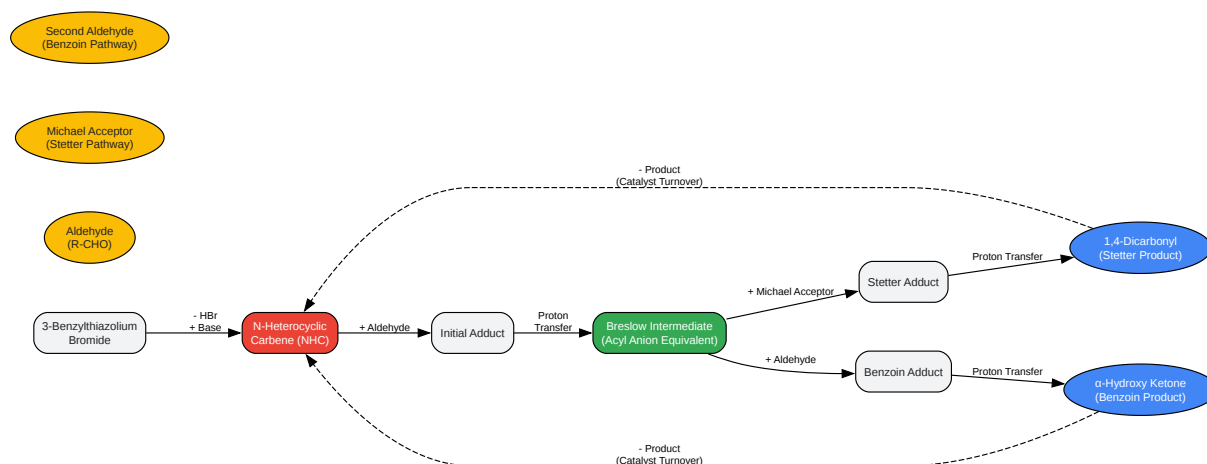 Second Aldehyde
(Benzoin Pathway)
Michael Acceptor
(Stetter Pathway)
Aldehyde
(R-CHO)
- Product
(Catalyst Turnover)
1,4-Dicarbonyl
(Stetter Product)
Proton Transfer
Stetter Adduct
+ Michael Acceptor
3-Benzylthiazolium
Bromide
- HBr
+ Base
N-Heterocyclic
Carbene (NHC)
+ Aldehyde
Initial Adduct
Proton
Transfer
Breslow Intermediate
(Acyl Anion Equivalent)
+ Aldehyde
Benzoin Adduct
Proton Transfer
α-Hydroxy Ketone
(Benzoin Product)
- Product
(Catalyst Turnover)